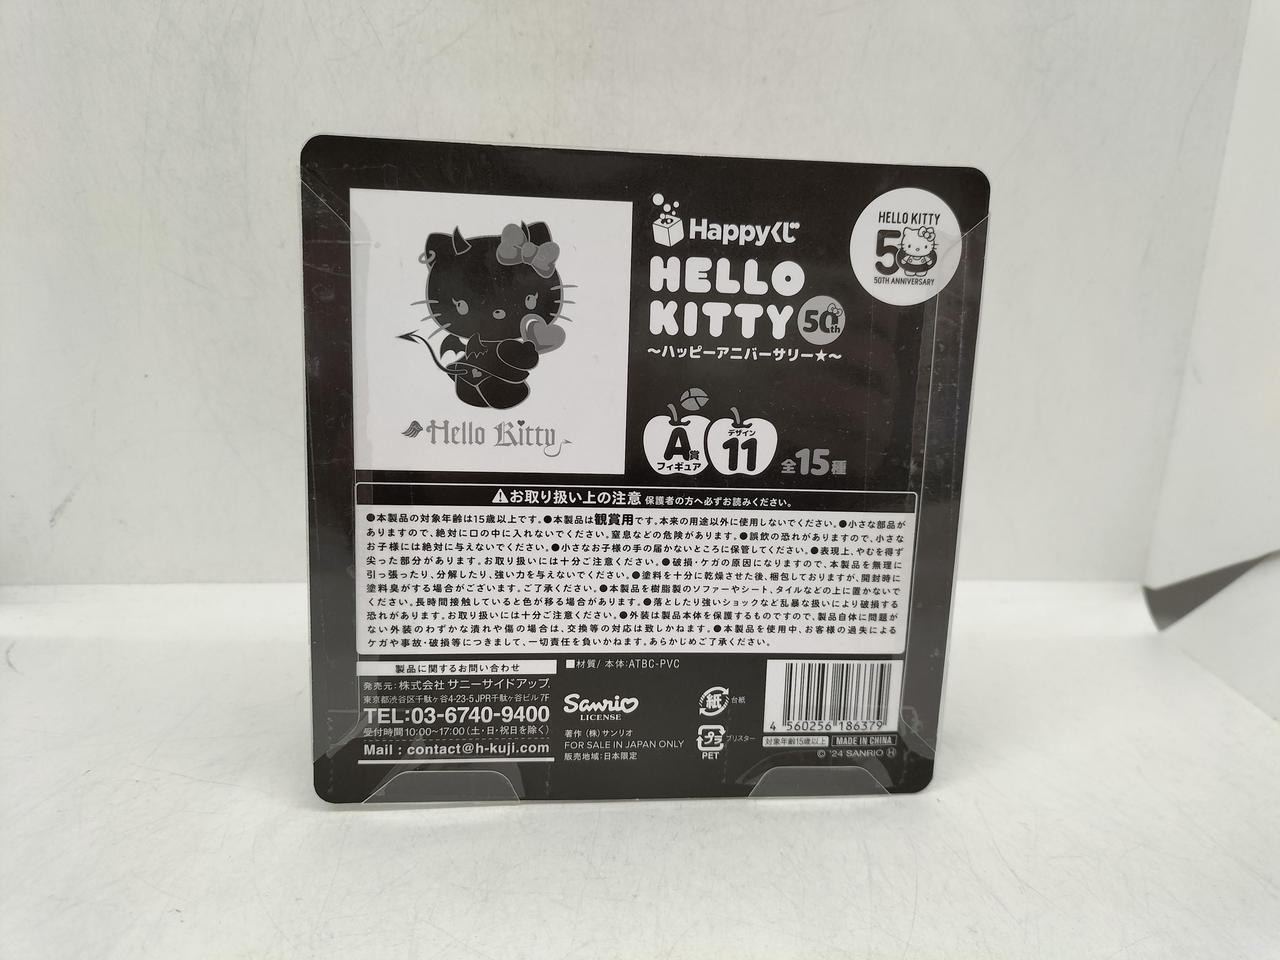 Happyくじ
HELLO
KITTY 50th
〜ハッピーアニバーサリー★〜
HELLO KITTY
50
50TH ANNIVERSARY
Hello Kitty
A賞
フィギュア
デザイン
11
全15種
⚠お取り扱い上の注意 保護者の方へ必ずお読みください。
●本製品の対象年齢は15歳以上です。●本製品は観賞用です。本来の用途以外に使用しないでください。●小さな部品が
ありますので、絶対に口の中に入れないでください。窒息などの危険があります。●誤飲の恐れがありますので、小さな
お子様には絶対に与えないでください。●小さなお子様の手の届かないところに保管してください。●表現上、やむを得ず
尖った部分があります。お取り扱いには十分ご注意ください。●破損・ケガの原因になりますので、本製品を無理に
引っ張ったり、分解したり、強い力を与えないでください。●塗料を十分に乾燥させた後、梱包しておりますが、開封時に
塗料臭がする場合がございます。ご了承ください。●本製品を樹脂製のソファーやシート、タイルなどの上に置かないで
ください。長時間接触していると色が移る場合があります。●落としたり強いショックなど乱暴な扱いにより破損する
恐れがあります。お取り扱いには十分ご注意ください。●外装は製品本体を保護するものですので、製品自体に問題が
ない外装のわずかな潰れや傷の場合は、交換等の対応は致しかねます。●本製品を使用中、お客様の過失による
ケガや事故・破損等につきまして、一切責任を負いかねます。あらかじめご了承ください。
製品に関するお問い合わせ
発売元:株式会社 サニーサイドアップ
東京都渋谷区千駄ヶ谷4-23-5 JPR千駄ヶ谷ビル 7F
TEL:03-6740-9400
受付時間10:00〜17:00(土・日・祝日を除く)
Mail : contact@h-kuji.com
■材質/ 本体:ATBC-PVC
Sanrio
LICENSE
著作 (株) サンリオ
FOR SALE IN JAPAN ONLY
販売地域:日本限定
紙 台紙
プラ ブリスター
PET
4 560256 186379
対象年齢15歳以上
MADE IN CHINA
© '24 SANRIO Ⓗ